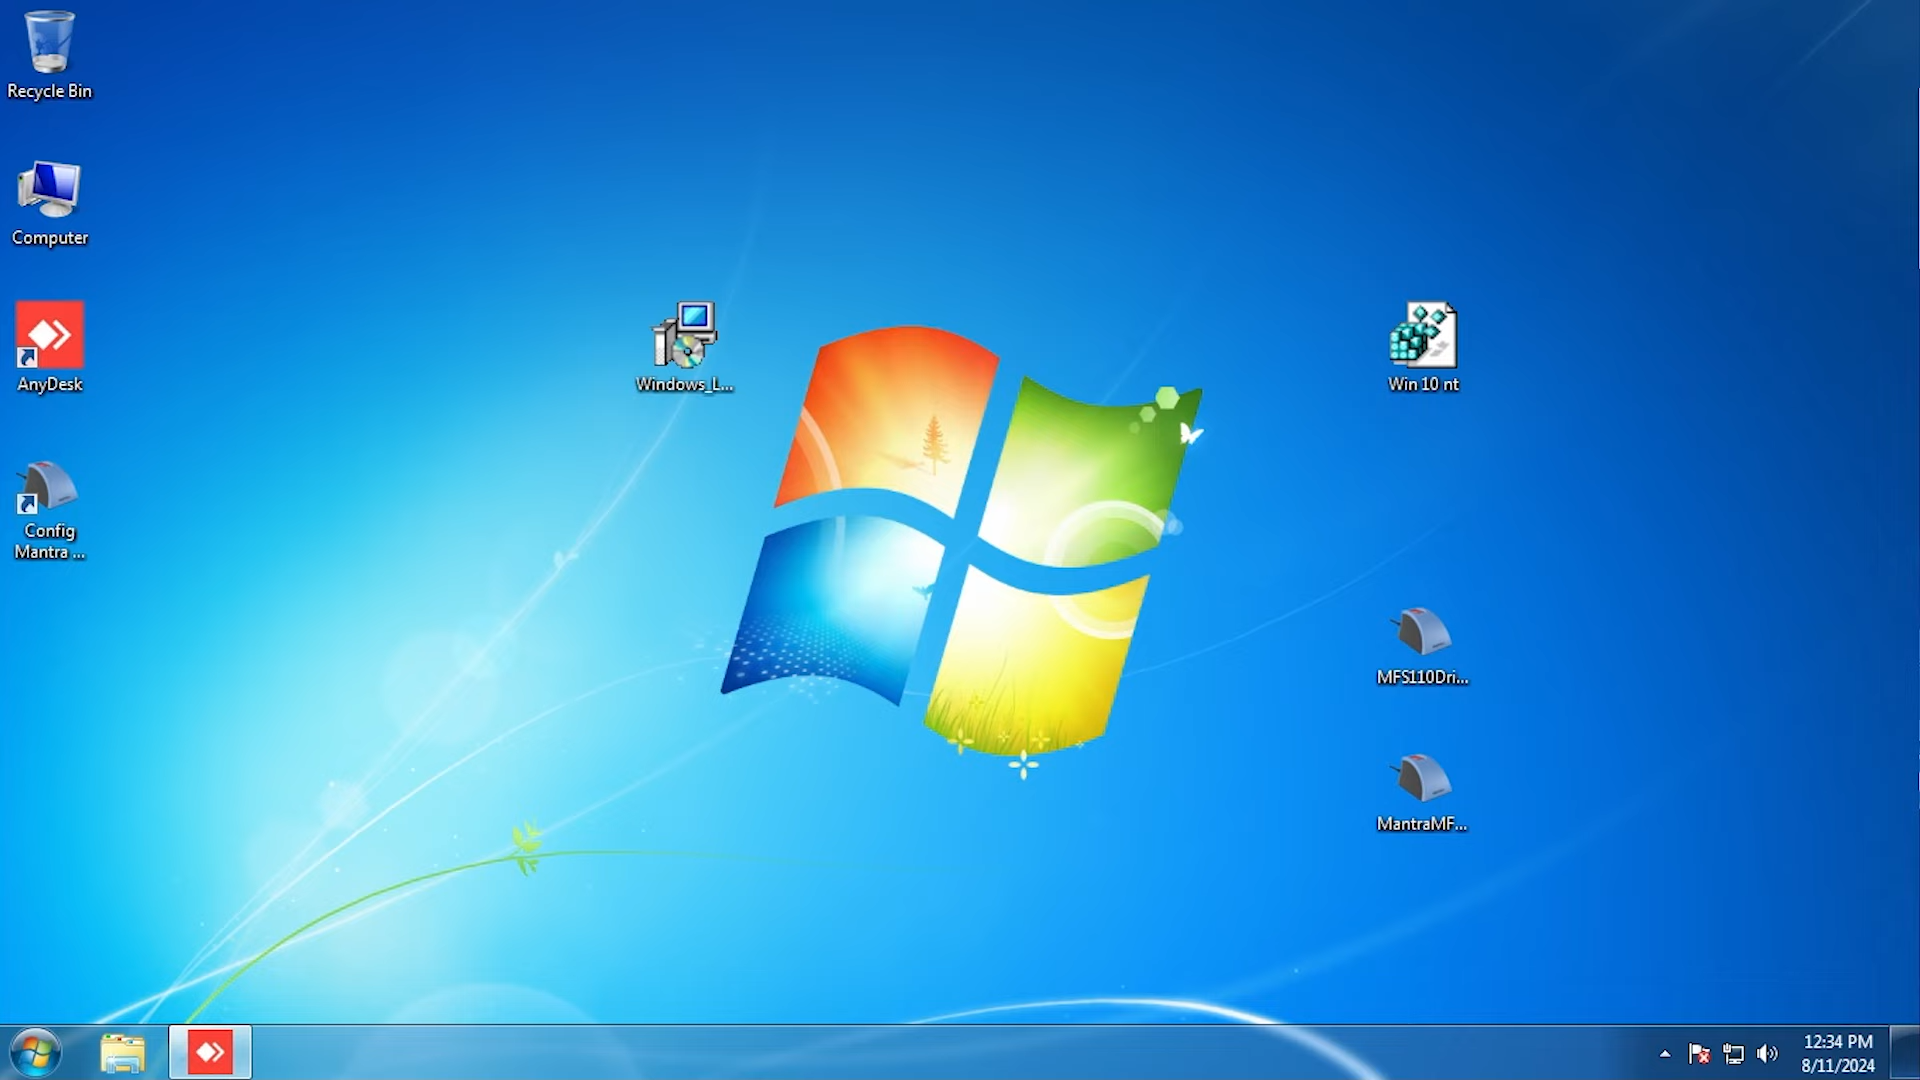 Recycle Bin
Computer
AnyDesk
Config
Mantra ...
Windows_L...
Win 10 nt
MFS110Dri...
MantraMF...
12:34 PM
8/11/2024